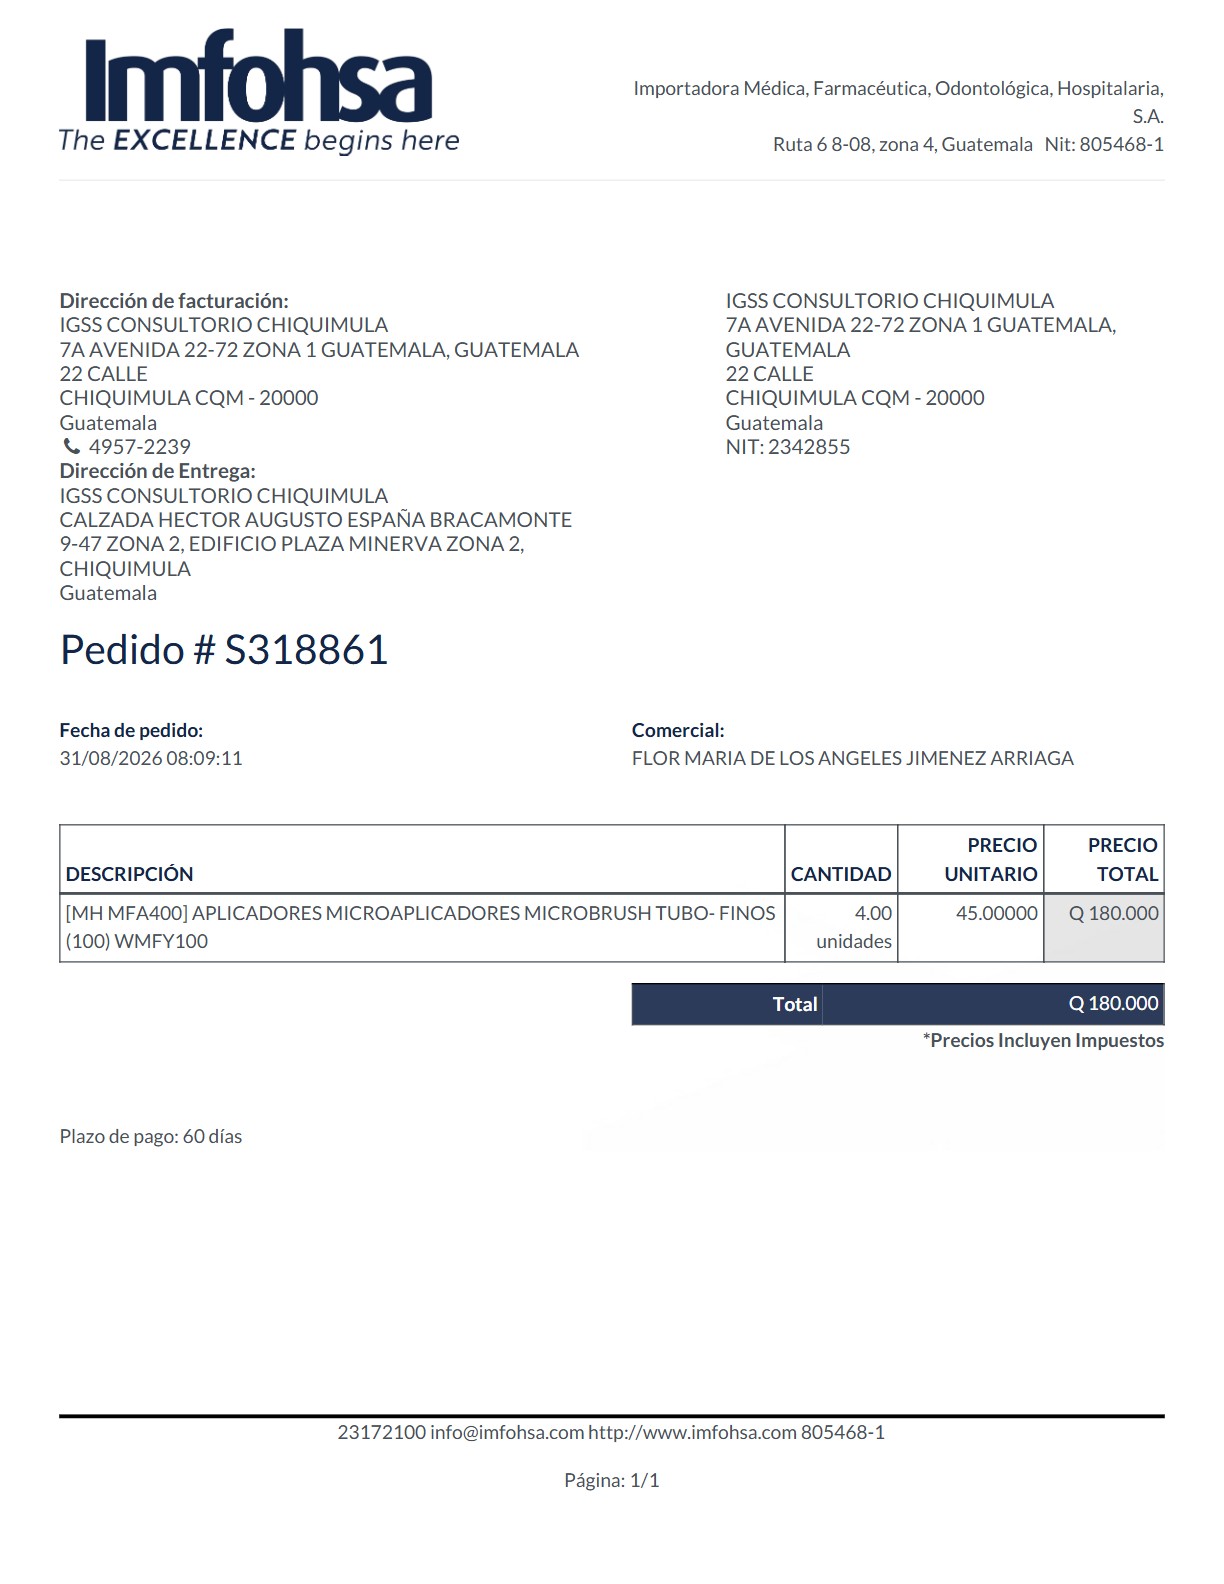 Imfohsa
The EXCELLENCE begins here
Importadora Médica, Farmacéutica, Odontológica, Hospitalaria,
S.A.
Ruta 6 8-08, zona 4, Guatemala Nit: 805468-1
Dirección de facturación:
IGSS CONSULTORIO CHIQUIMULA
7A AVENIDA 22-72 ZONA 1 GUATEMALA, GUATEMALA
22 CALLE
CHIQUIMULA CQM - 20000
Guatemala
4957-2239
Dirección de Entrega:
IGSS CONSULTORIO CHIQUIMULA
CALZADA HECTOR AUGUSTO ESPAÑA BRACAMONTE
9-47 ZONA 2, EDIFICIO PLAZA MINERVA ZONA 2,
CHIQUIMULA
Guatemala
IGSS CONSULTORIO CHIQUIMULA
7A AVENIDA 22-72 ZONA 1 GUATEMALA,
GUATEMALA
22 CALLE
CHIQUIMULA CQM - 20000
Guatemala
NIT: 2342855
Pedido # S318861
Fecha de pedido:
31/08/2026 08:09:11
Comercial:
FLOR MARIA DE LOS ANGELES JIMENEZ ARRIAGA
DESCRIPCIÓN
CANTIDAD
PRECIO
UNITARIO
PRECIO
TOTAL
[MH MFA400] APLICADORES MICROAPLICADORES MICROBRUSH TUBO- FINOS
(100) WMFY100
4.00
unidades
45.00000
Q 180.000
Total Q 180.000
*Precios Incluyen Impuestos
Plazo de pago: 60 días
23172100 info@imfohsa.com http://www.imfohsa.com 805468-1
Página: 1/1